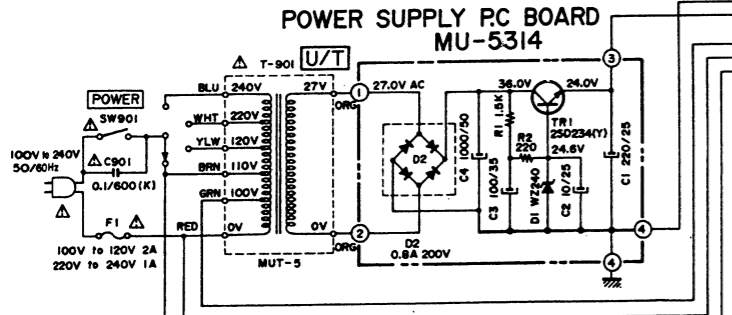 POWER SUPPLY P.C BOARD
MU-5314
T-901 U/T
3
BLU 240V 27V 1 27.0V AC 36.0V 24.0V
ORG
POWER
SW901
WHT 220V
YLW 120V
BRN 110V
GRN 100V
RED 0V 0V 2
ORG
100V to 240V
50/60Hz
C901
0.1/600(K)
F1
100V to 120V 2A
220V to 240V 1A
MUT-5
D2
D2
0.8A 200V
C4 1000/50
R1 1.5K
C3 100/35
R2
220
TR1
2SD234(Y)
24.6V
D1 WZ240
C2 10/25
C1 220/25
4
4